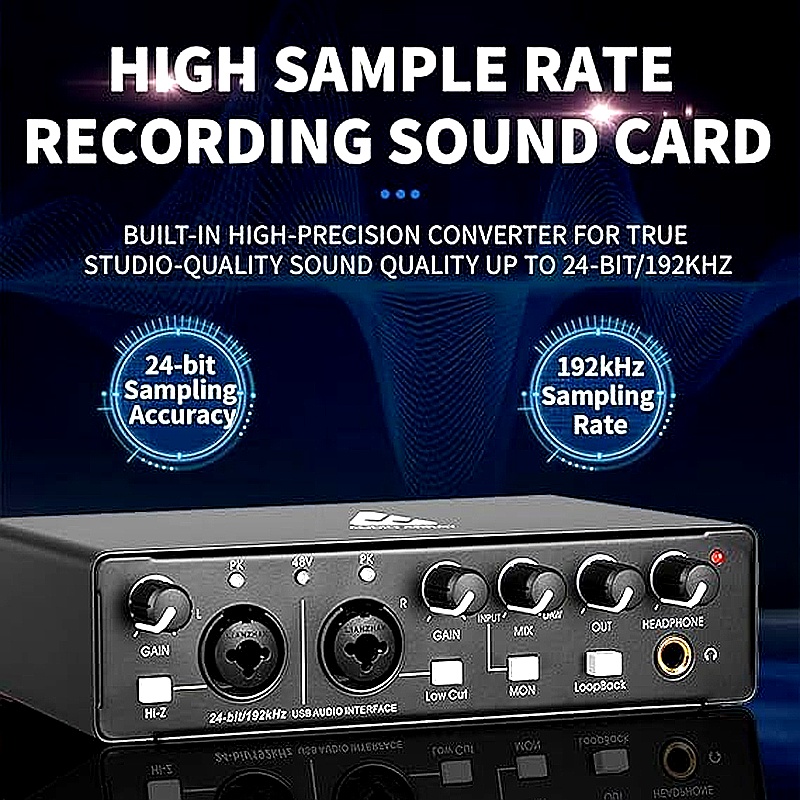 HIGH SAMPLE RATE
RECORDING SOUND CARD
BUILT-IN HIGH-PRECISION CONVERTER FOR TRUE
STUDIO-QUALITY SOUND QUALITY UP TO 24-BIT/192KHZ
24-bit
Sampling
Accuracy
192kHz
Sampling
Rate
PK
48V
PK
L
R
GAIN
GAIN
INPUT
MIX
DAW
OUT
HEADPHONE
HI-Z
Low Cut
MON
LoopBack
24-bit/192kHz USB AUDIO INTERFACE